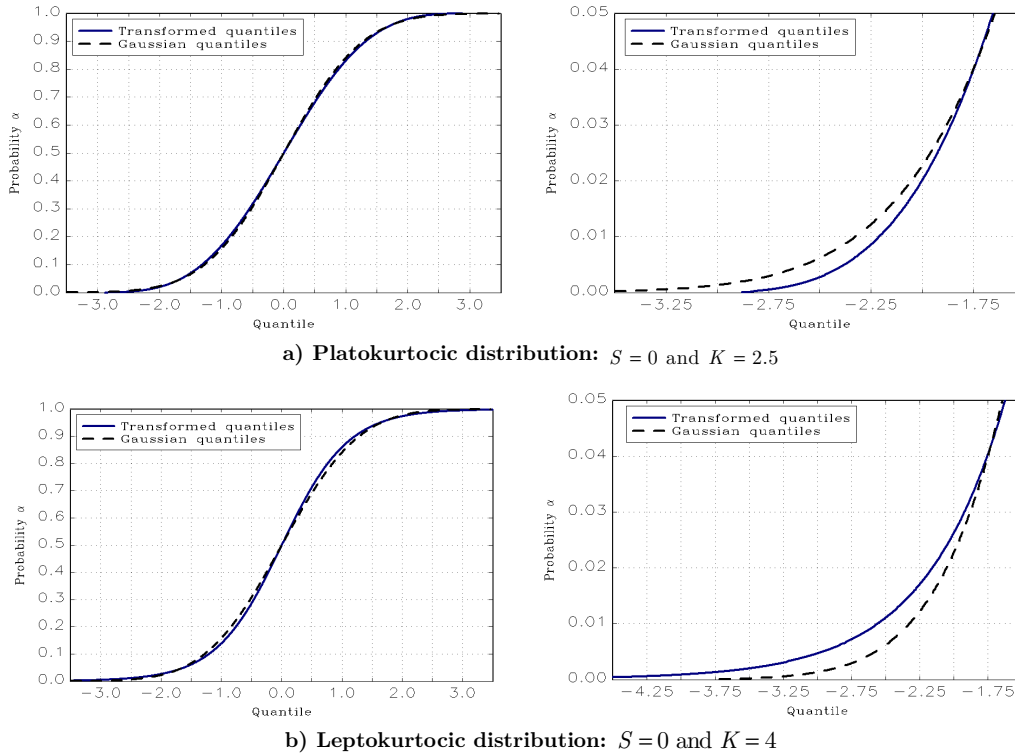 1.0
0.9
0.8
0.7
0.6
0.5
0.4
0.3
0.2
0.1
0.0
Probability α
Transformed quantiles
Gaussian quantiles
−3.0 −2.0 −1.0 0.0 1.0 2.0 3.0
Quantile
0.05
0.04
0.03
0.02
0.01
0.00
Probability α
Transformed quantiles
Gaussian quantiles
−3.25 −2.75 −2.25 −1.75
Quantile
a) Platokurtocic distribution: S = 0 and K = 2.5
1.0
0.9
0.8
0.7
0.6
0.5
0.4
0.3
0.2
0.1
0.0
Probability α
Transformed quantiles
Gaussian quantiles
−3.0 −2.0 −1.0 0.0 1.0 2.0 3.0
Quantile
0.05
0.04
0.03
0.02
0.01
0.00
Probability α
Transformed quantiles
Gaussian quantiles
−4.25 −3.75 −3.25 −2.75 −2.25 −1.75
Quantile
b) Leptokurtocic distribution: S = 0 and K = 4